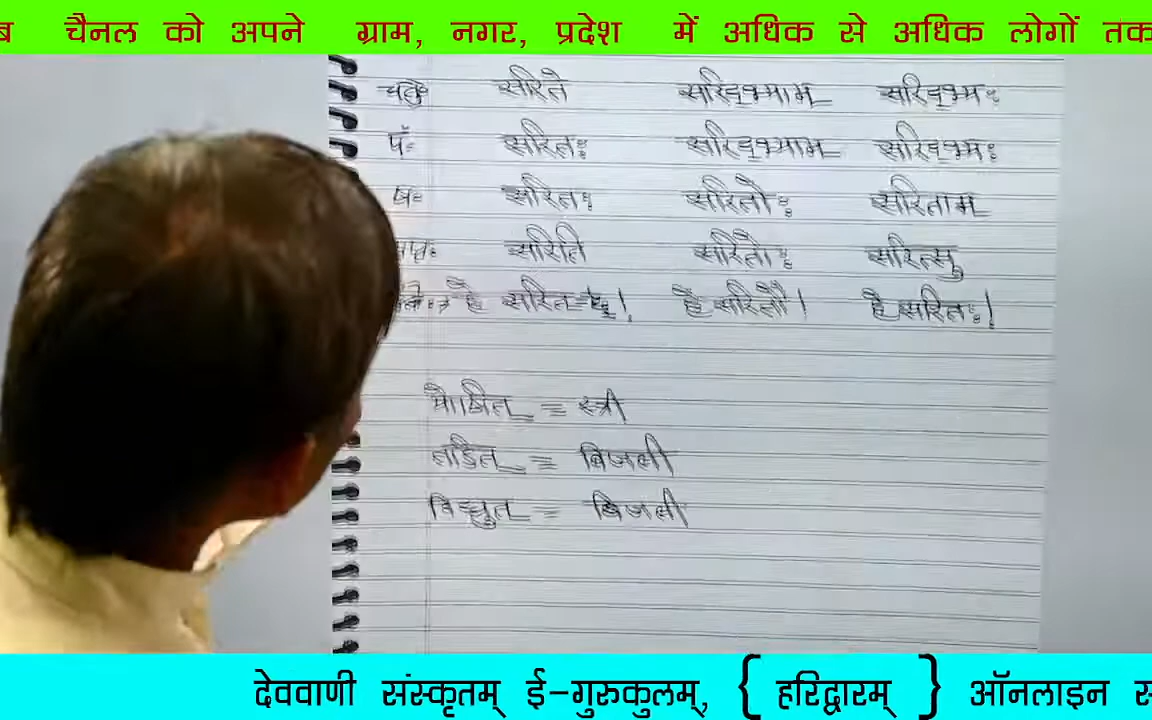 चैनल को अपने ग्राम, नगर, प्रदेश में अधिक से अधिक लोगों तक
चतुः सरिते सरिद्भ्याम् सरिद्भ्यः
पं॰ सरितः सरिद्भ्याम् सरिद्भ्यः
ष॰ सरितः सरितोः सरिताम्
सरिति सरितोः सरित्सु
हे सरित् ! हे सरितौ ! हे सरितः !
योषित् = स्त्री
तडित् = बिजली
विद्युत् = बिजली
देववाणी संस्कृतम् ई-गुरुकुलम्, { हरिद्वारम् } ऑनलाइन